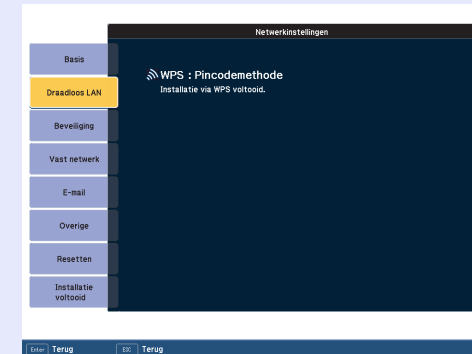 Netwerkinstellingen
Basis
Draadloos LAN
Beveiliging
Vast netwerk
E-mail
Overige
Resetten
Installatie
voltooid
WPS : Pincodemethode
Installatie via WPS voltooid.
Enter Terug
ESC Terug